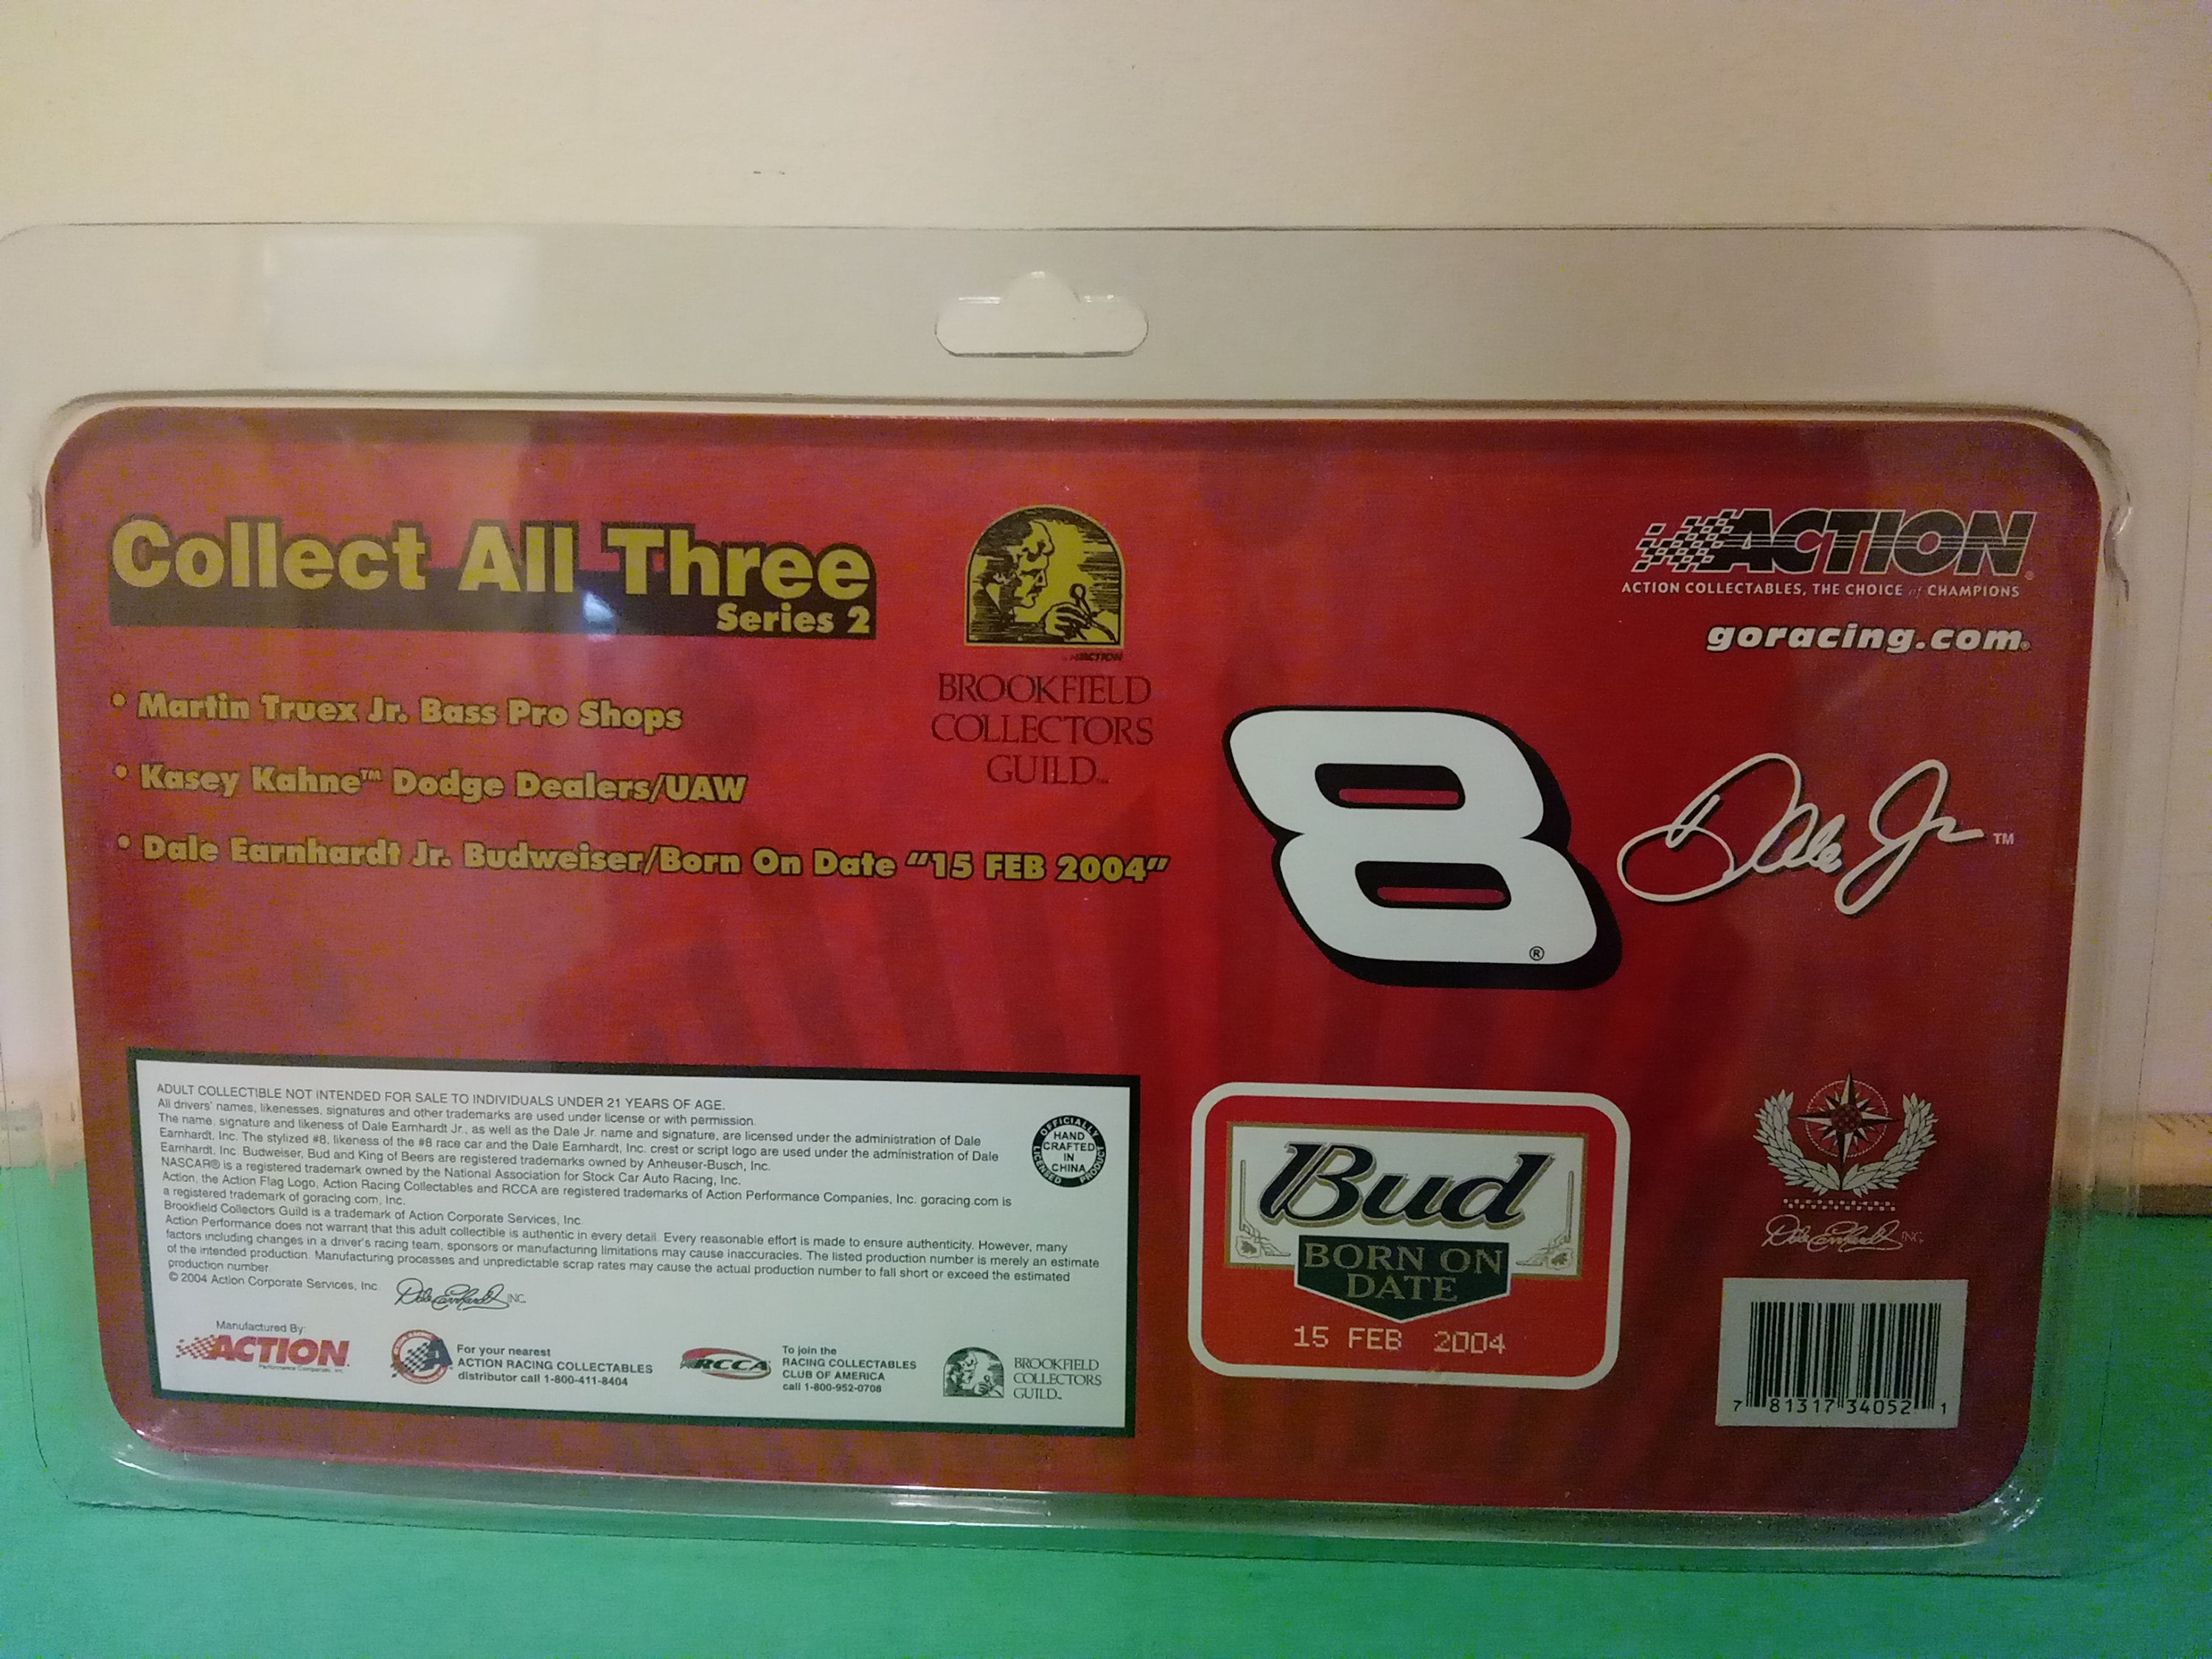 Collect All Three
Series 2
• Martin Truex Jr. Bass Pro Shops
• Kasey Kahne™ Dodge Dealers/UAW
• Dale Earnhardt Jr. Budweiser/Born On Date "15 FEB 2004"
ACTION
BROOKFIELD
COLLECTORS
GUILD™
ACTION®
ACTION COLLECTABLES, THE CHOICE of CHAMPIONS
goracing.com®
8®
Dale Jr ™
ADULT COLLECTIBLE NOT INTENDED FOR SALE TO INDIVIDUALS UNDER 21 YEARS OF AGE.
All drivers' names, likenesses, signatures and other trademarks are used under license or with permission.
The name, signature and likeness of Dale Earnhardt Jr., as well as the Dale Jr. name and signature, are licensed under the administration of Dale
Earnhardt, Inc. The stylized #8, likeness of the #8 race car and the Dale Earnhardt, Inc. crest or script logo are used under the administration of Dale
Earnhardt, Inc. Budweiser, Bud and King of Beers are registered trademarks owned by Anheuser-Busch, Inc.
NASCAR® is a registered trademark owned by the National Association for Stock Car Auto Racing, Inc.
Action, the Action Flag Logo, Action Racing Collectables and RCCA are registered trademarks of Action Performance Companies, Inc. goracing.com is
a registered trademark of goracing.com, Inc.
Brookfield Collectors Guild is a trademark of Action Corporate Services, Inc.
Action Performance does not warrant that this adult collectible is authentic in every detail. Every reasonable effort is made to ensure authenticity. However, many
factors including changes in a driver's racing team, sponsors or manufacturing limitations may cause inaccuracies. The listed production number is merely an estimate
of the intended production. Manufacturing processes and unpredictable scrap rates may cause the actual production number to fall short or exceed the estimated
production number.
© 2004 Action Corporate Services, Inc.
Dale Earnhardt INC.
OFFICIALLY LICENSED PRODUCT
HAND
CRAFTED
IN
CHINA
Manufactured By:
ACTION
Performance Companies, Inc.
For your nearest
ACTION RACING COLLECTABLES
distributor call 1-800-411-8404
RCCA
To join the
RACING COLLECTABLES
CLUB OF AMERICA
call 1-800-952-0708
BROOKFIELD
COLLECTORS
GUILD™
Bud
BORN ON
DATE
15 FEB 2004
Dale Earnhardt INC.
7 81317 34052 1